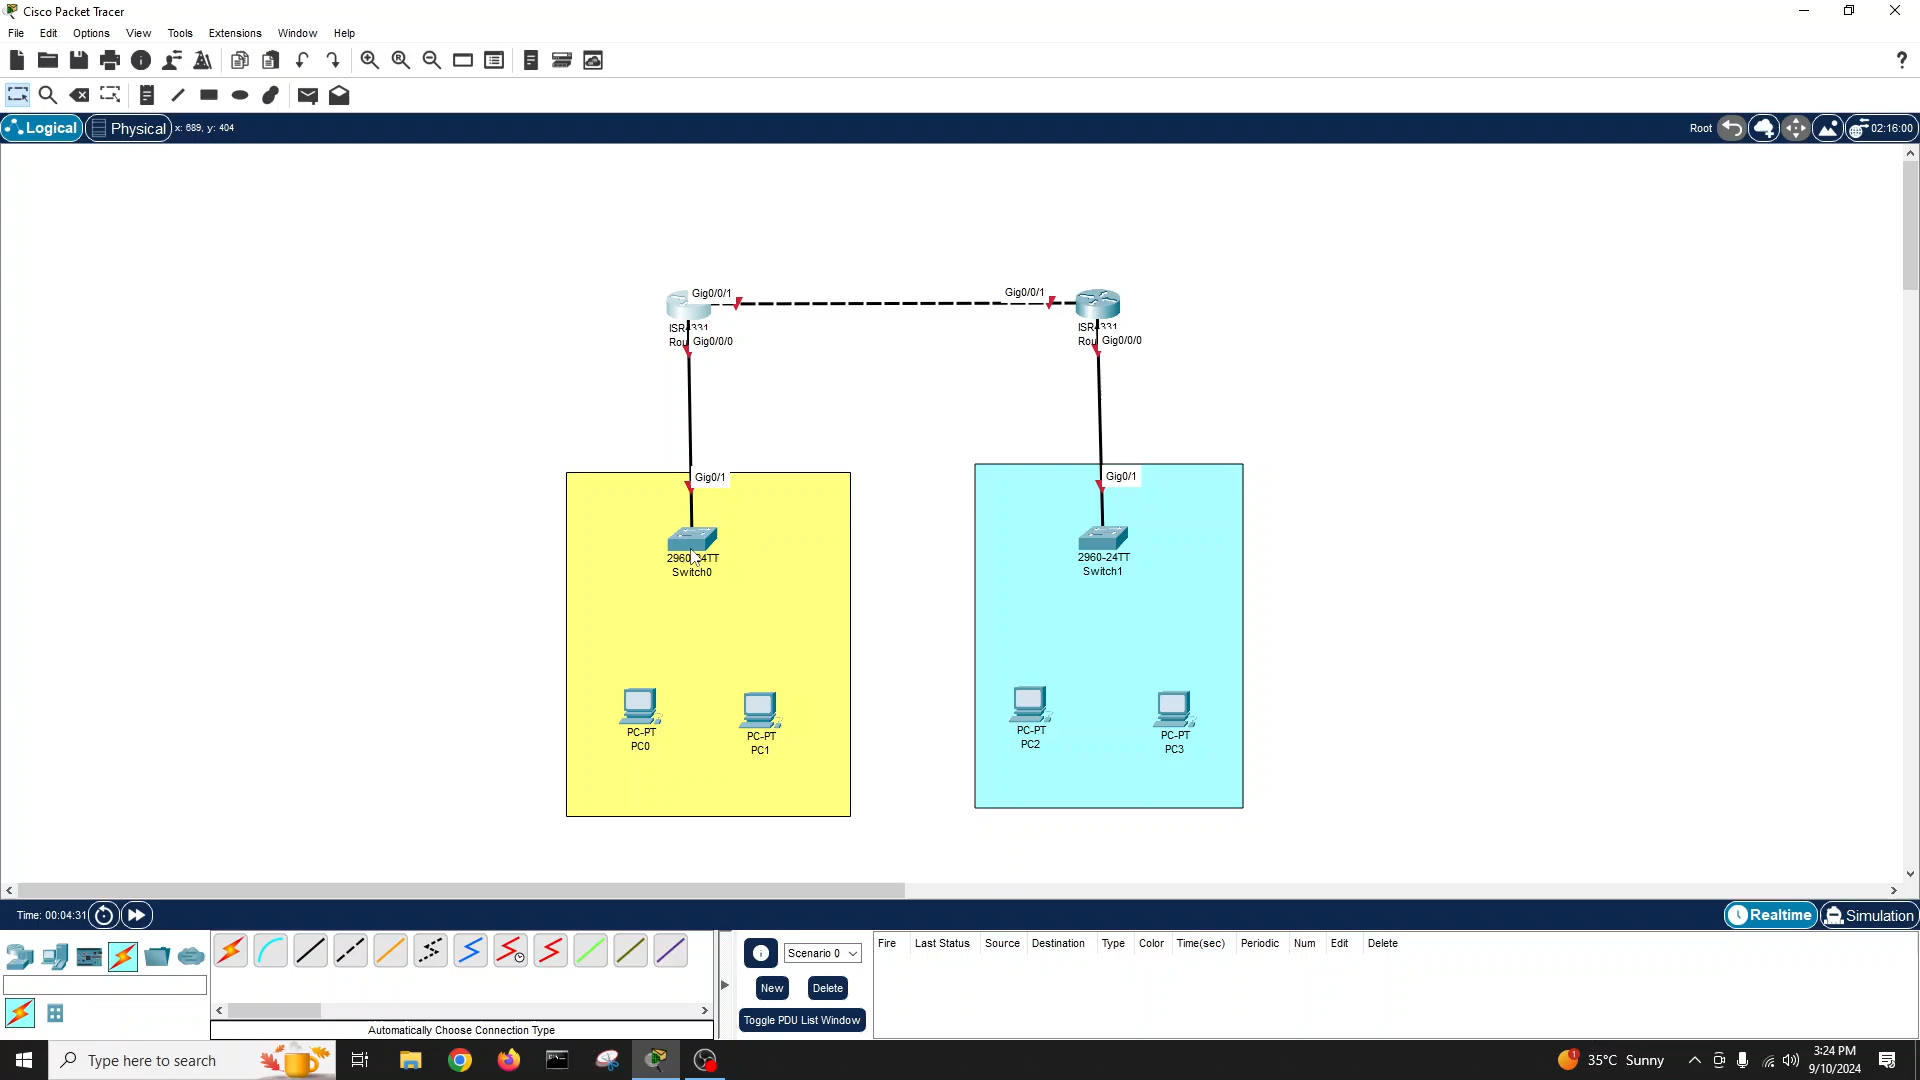 Cisco Packet Tracer
File Edit Options View Tools Extensions Window Help
Logical Physical x: 689, y: 404
Root 02:16:00
Gig0/0/1 Gig0/0/1
ISR4331 ISR4331
Gig0/0/0 Gig0/0/0
Gig0/1 Gig0/1
2960-24TT 2960-24TT
Switch0 Switch1
PC-PT PC-PT PC-PT PC-PT
PC0 PC1 PC2 PC3
Time: 00:04:31
Realtime Simulation
Scenario 0
New Delete
Toggle PDU List Window
Fire Last Status Source Destination Type Color Time(sec) Periodic Num Edit Delete
Automatically Choose Connection Type
Type here to search
1 35°C Sunny
3:24 PM
9/10/2024